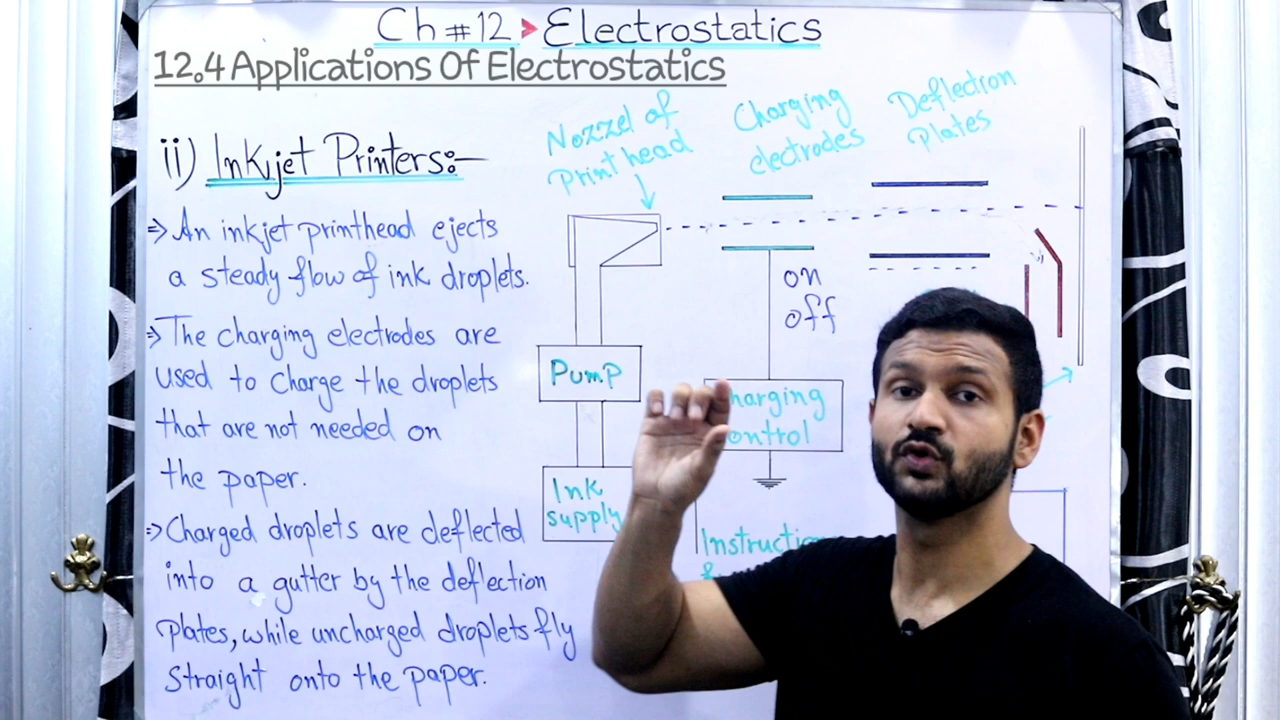 Ch # 12 > Electrostatics
12.4 Applications Of Electrostatics
ii) Inkjet Printers:-
⇒ An inkjet printhead ejects
a steady flow of ink droplets.
⇒ The charging electrodes are
used to charge the droplets
that are not needed on
the paper.
⇒ Charged droplets are deflected
into a gutter by the deflection
plates, while uncharged droplets fly
straight onto the paper.
Nozzel of
Print head
Charging
electrodes
Deflection
Plates
on
off
Pump
harging
ontrol
Ink
supply